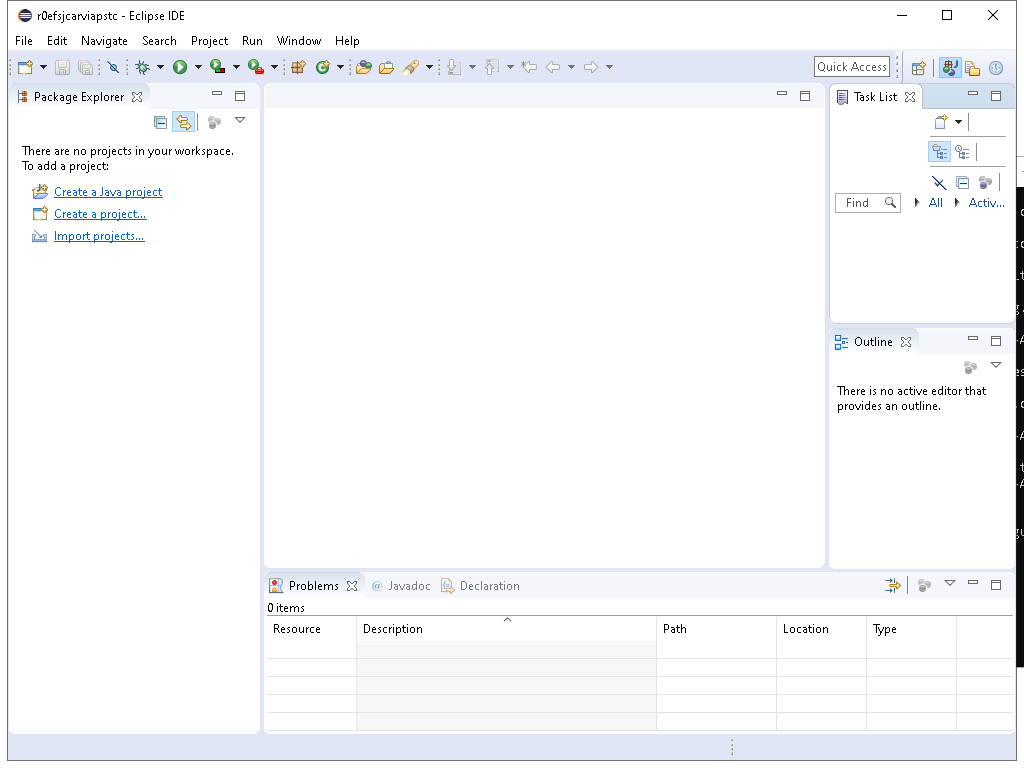 r0efsjcarviapstc - Eclipse IDE
File Edit Navigate Search Project Run Window Help
Quick Access
Package Explorer
Task List
There are no projects in your workspace.
To add a project:
Create a Java project
Create a project...
Import projects...
Find
All
Activ...
Outline
There is no active editor that
provides an outline.
Problems
@ Javadoc
Declaration
0 items
Resource Description Path Location Type